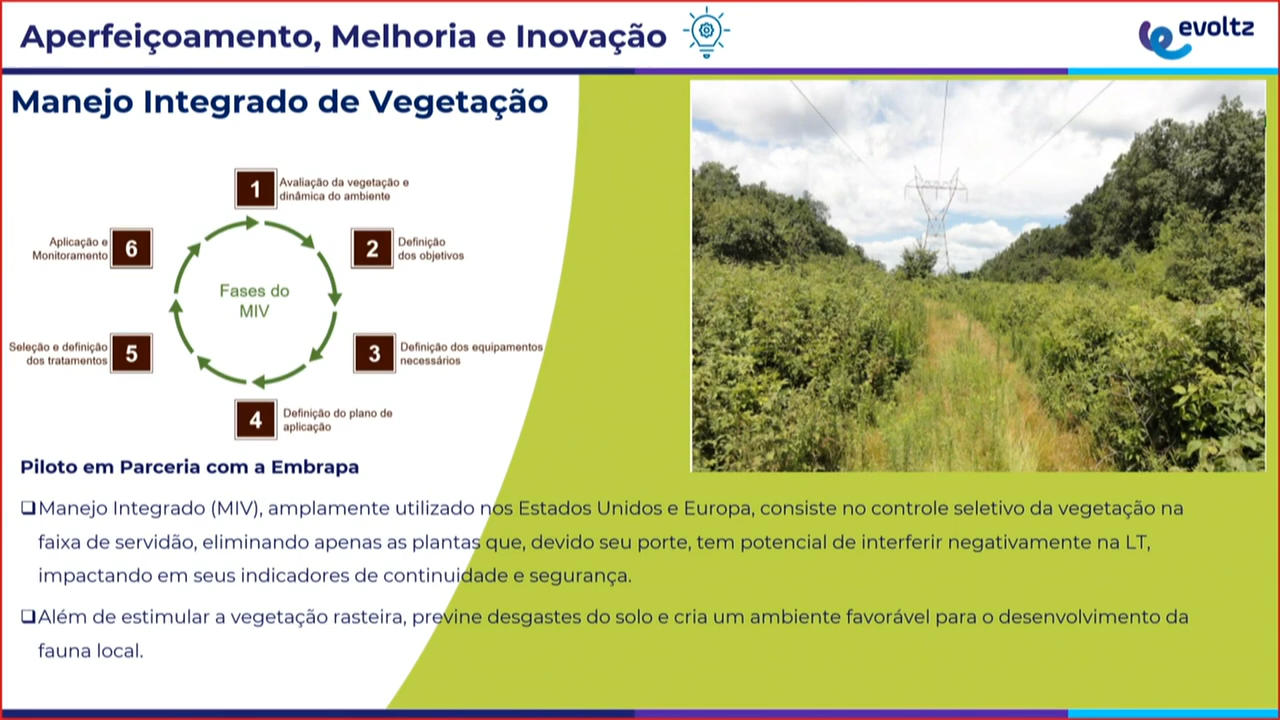 Aperfeiçoamento, Melhoria e Inovação
evoltz
Manejo Integrado de Vegetação
1
Avaliação da vegetação e
dinâmica do ambiente
2
Definição
dos objetivos
3
Definição dos equipamentos
necessários
4
Definição do plano de
aplicação
5
Seleção e definição
dos tratamentos
6
Aplicação e
Monitoramento
Fases do
MIV
Piloto em Parceria com a Embrapa
❑Manejo Integrado (MIV), amplamente utilizado nos Estados Unidos e Europa, consiste no controle seletivo da vegetação na
faixa de servidão, eliminando apenas as plantas que, devido seu porte, tem potencial de interferir negativamente na LT,
impactando em seus indicadores de continuidade e segurança.
❑Além de estimular a vegetação rasteira, previne desgastes do solo e cria um ambiente favorável para o desenvolvimento da
fauna local.